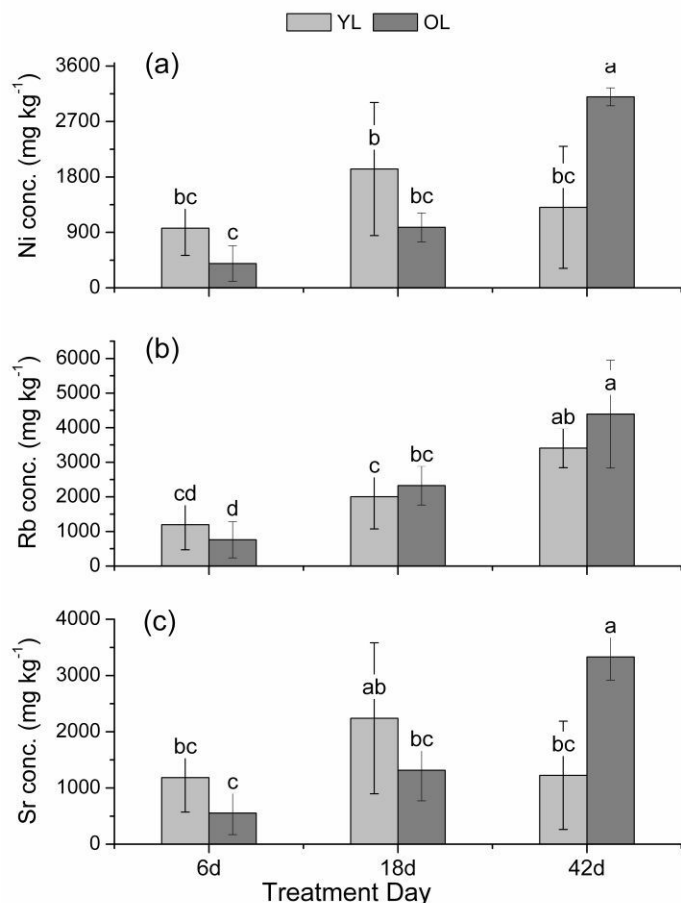 YL OL
(a)
Ni conc. (mg kg⁻¹)
3600
2700
1800
900
0
bc c b bc bc a
(b)
Rb conc. (mg kg⁻¹)
6000
5000
4000
3000
2000
1000
0
cd d c bc ab a
(c)
Sr conc. (mg kg⁻¹)
4000
3000
2000
1000
0
bc c ab bc bc a
6d 18d 42d
Treatment Day